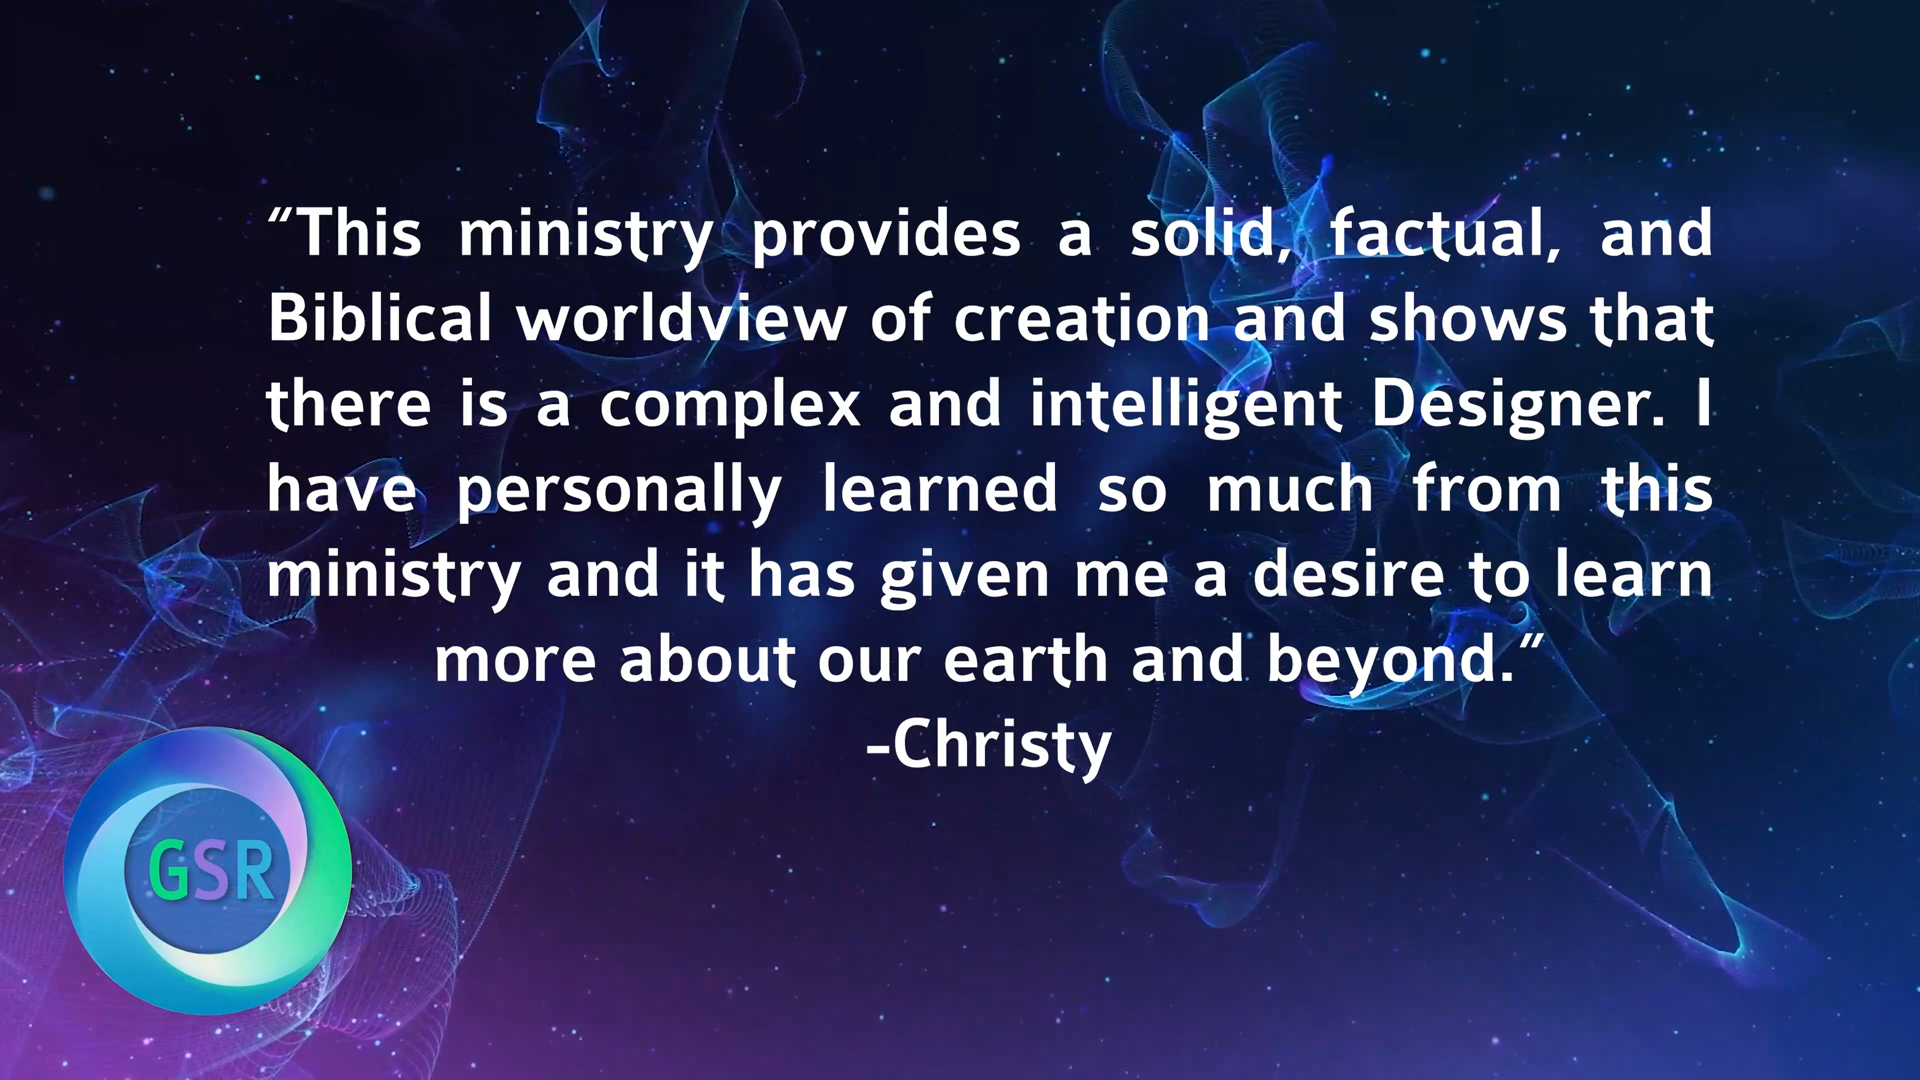 “This ministry provides a solid, factual, and
Biblical worldview of creation and shows that
there is a complex and intelligent Designer. I
have personally learned so much from this
ministry and it has given me a desire to learn
more about our earth and beyond.”
-Christy
GSR